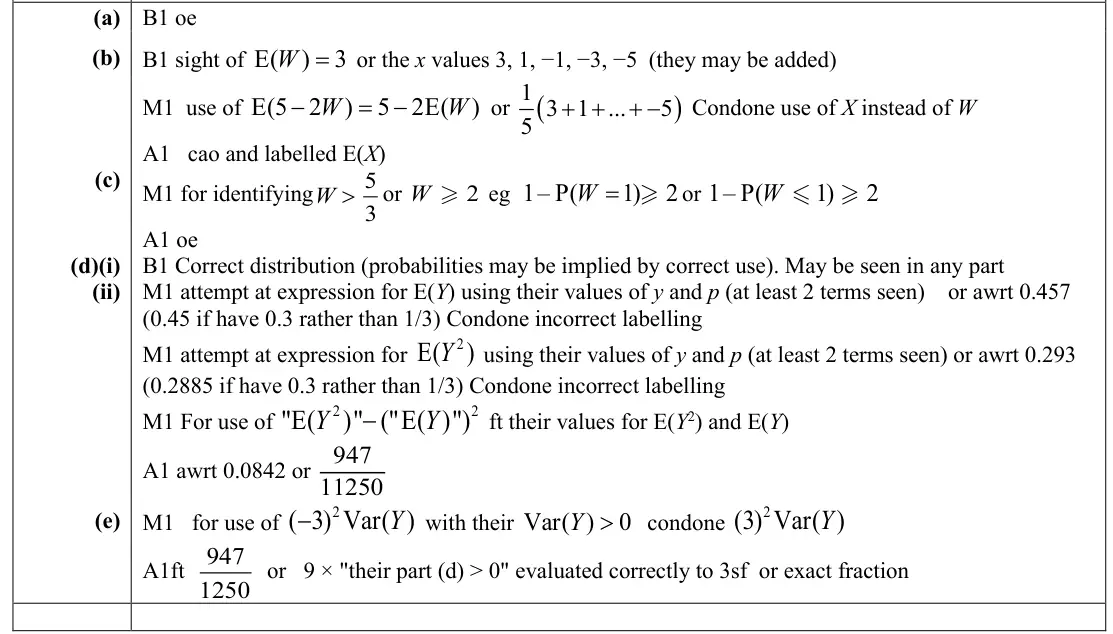 (a) B1 oe
(b) B1 sight of E(W) = 3 or the x values 3, 1, −1, −3, −5 (they may be added)
M1 use of E(5 − 2W) = 5 − 2E(W) or 1/5 (3 + 1 + ... + −5) Condone use of X instead of W
A1 cao and labelled E(X)
(c) M1 for identifying W > 5/3 or W ⩾ 2 eg 1 – P(W = 1) ⩾ 2 or 1 – P(W ⩽ 1) ⩾ 2
A1 oe
(d)(i) B1 Correct distribution (probabilities may be implied by correct use). May be seen in any part
(ii) M1 attempt at expression for E(Y) using their values of y and p (at least 2 terms seen) or awrt 0.457
(0.45 if have 0.3 rather than 1/3) Condone incorrect labelling
M1 attempt at expression for E(Y²) using their values of y and p (at least 2 terms seen) or awrt 0.293
(0.2885 if have 0.3 rather than 1/3) Condone incorrect labelling
M1 For use of "E(Y²)"−("E(Y)")² ft their values for E(Y²) and E(Y)
A1 awrt 0.0842 or 947/11250
(e) M1 for use of (−3)² Var(Y) with their Var(Y) > 0 condone (3)² Var(Y)
A1ft 947/1250 or 9 × "their part (d) > 0" evaluated correctly to 3sf or exact fraction